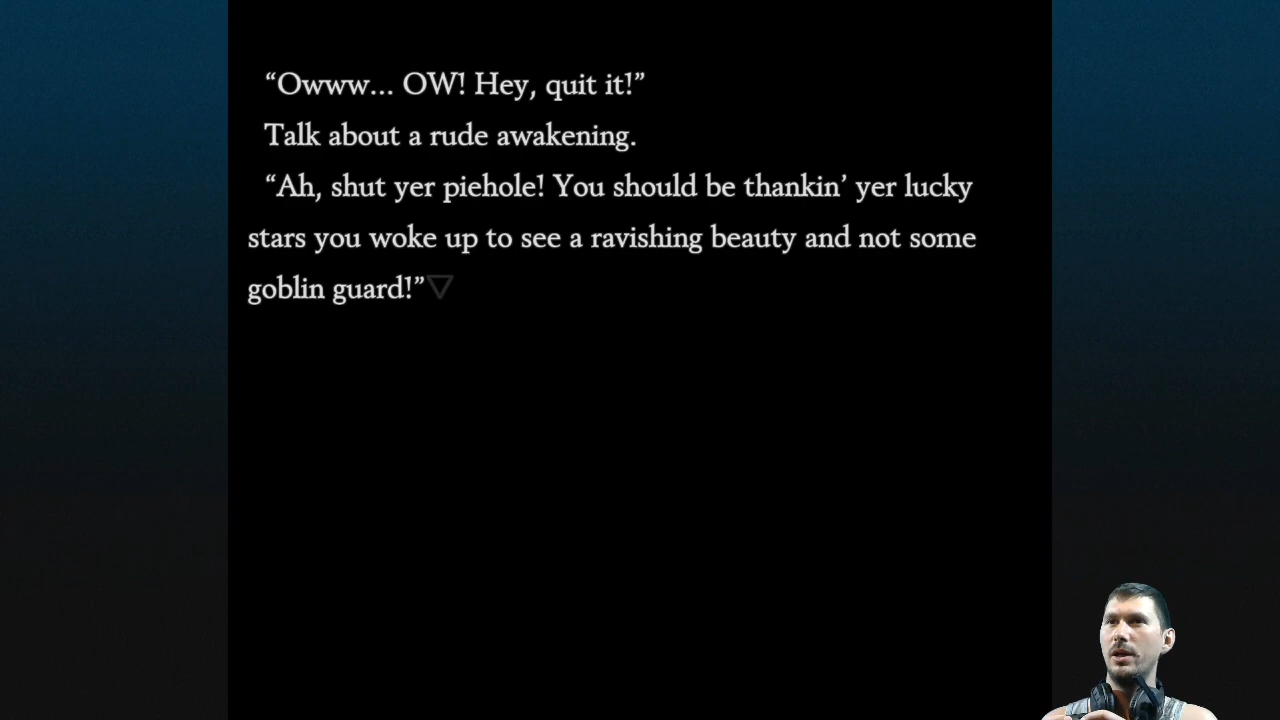 “Owww... OW! Hey, quit it!”
Talk about a rude awakening.
“Ah, shut yer piehole! You should be thankin’ yer lucky
stars you woke up to see a ravishing beauty and not some
goblin guard!”